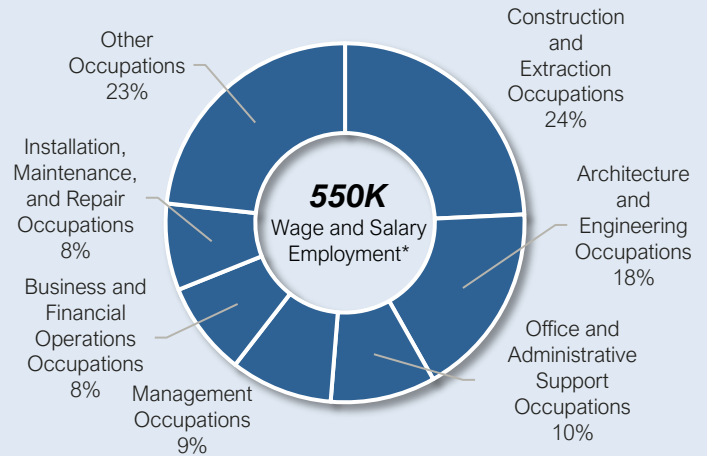 Construction
and
Extraction
Occupations
24%
Architecture
and
Engineering
Occupations
18%
Office and
Administrative
Support
Occupations
10%
Management
Occupations
9%
Business and
Financial
Operations
Occupations
8%
Installation,
Maintenance,
and Repair
Occupations
8%
Other
Occupations
23%
550K
Wage and Salary
Employment*